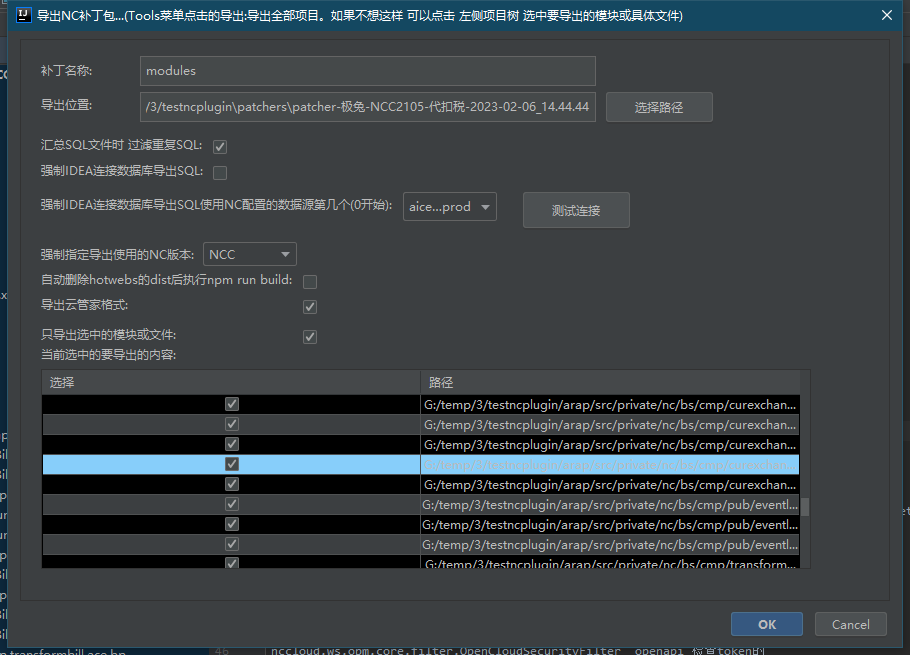 导出NC补丁包...(Tools菜单点击的导出:导出全部项目。如果不想这样 可以点击 左侧项目树 选中要导出的模块或具体文件)
补丁名称:
modules
导出位置:
/3/testncplugin\patchers\patcher-极兔-NCC2105-代扣税-2023-02-06_14.44.44
选择路径
汇总SQL文件时 过滤重复SQL:
强制IDEA连接数据库导出SQL:
强制IDEA连接数据库导出SQL使用NC配置的数据源第几个(0开始):
aice...prod
测试连接
强制指定导出使用的NC版本:
NCC
自动删除hotwebs的dist后执行npm run build:
导出云管家格式:
只导出选中的模块或文件:
当前选中的要导出的内容:
选择 路径
G:/temp/3/testncplugin/arap/src/private/nc/bs/cmp/curexchan...
G:/temp/3/testncplugin/arap/src/private/nc/bs/cmp/curexchan...
G:/temp/3/testncplugin/arap/src/private/nc/bs/cmp/curexchan...
G:/temp/3/testncplugin/arap/src/private/nc/bs/cmp/curexchan...
G:/temp/3/testncplugin/arap/src/private/nc/bs/cmp/curexchan...
G:/temp/3/testncplugin/arap/src/private/nc/bs/cmp/pub/eventl...
G:/temp/3/testncplugin/arap/src/private/nc/bs/cmp/pub/eventl...
G:/temp/3/testncplugin/arap/src/private/nc/bs/cmp/pub/eventl...
G:/temp/3/testncplugin/arap/src/private/nc/bs/cmp/transform...
OK
Cancel
46 nccloud.ws.opm.core.filter.OpenCloudSecurityFilter openapi 检查token的